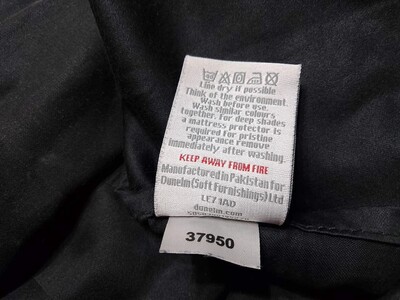 Line dry if possible
Think of the environment.
Wash before use.
Wash similar colours
together. For deep shades
a mattress protector is
required for pristine
appearance remove
immediately after washing.
KEEP AWAY FROM FIRE
Manufactured in Pakistan for
Dunelm (Soft Furnishings) Ltd
LE7 1AD
dunelm.com
37950